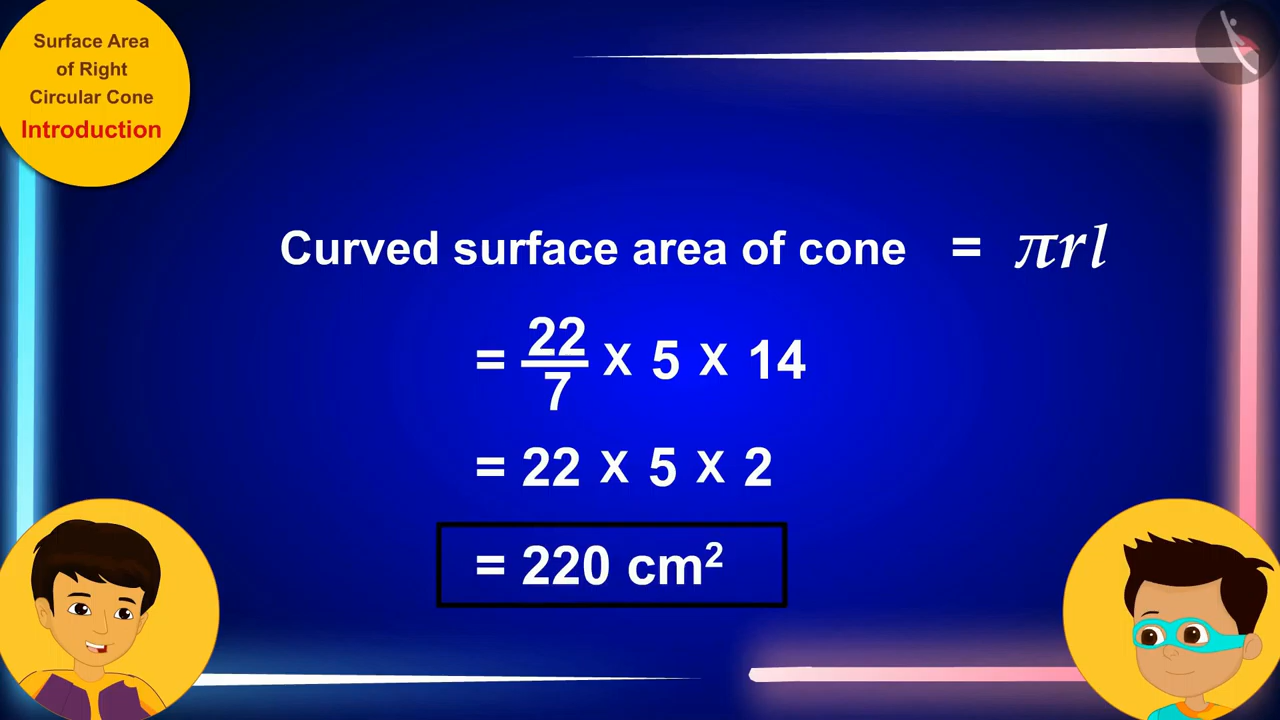 Surface Area
of Right
Circular Cone
Introduction
Curved surface area of cone = πrl
= 22/7 X 5 X 14
= 22 X 5 X 2
= 220 cm²